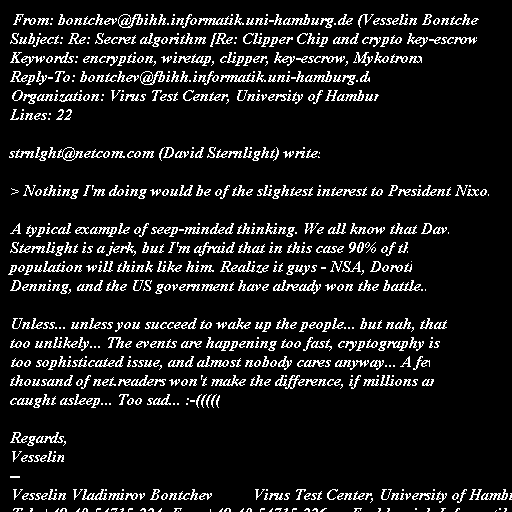 From: bontchev@fbihh.informatik.uni-hamburg.de (Vesselin Bontche
Subject: Re: Secret algorithm [Re: Clipper Chip and crypto key-escrow
Keywords: encryption, wiretap, clipper, key-escrow, Mykotronx
Reply-To: bontchev@fbihh.informatik.uni-hamburg.de
Organization: Virus Test Center, University of Hambur
Lines: 22
strnlght@netcom.com (David Sternlight) write:
> Nothing I'm doing would be of the slightest interest to President Nixo.
A typical example of seep-minded thinking. We all know that Dav.
Sternlight is a jerk, but I'm afraid that in this case 90% of th
population will think like him. Realize it guys - NSA, Doroth
Denning, and the US government have already won the battle..
Unless... unless you succeed to wake up the people... but nah, that
too unlikely... The events are happening too fast, cryptography is
too sophisticated issue, and almost nobody cares anyway... A few
thousand of net.readers won't make the difference, if millions ar
caught asleep... Too sad... :-(((((
Regards,
Vesselin
--
Vesselin Vladimirov Bontchev Virus Test Center, University of Hambu